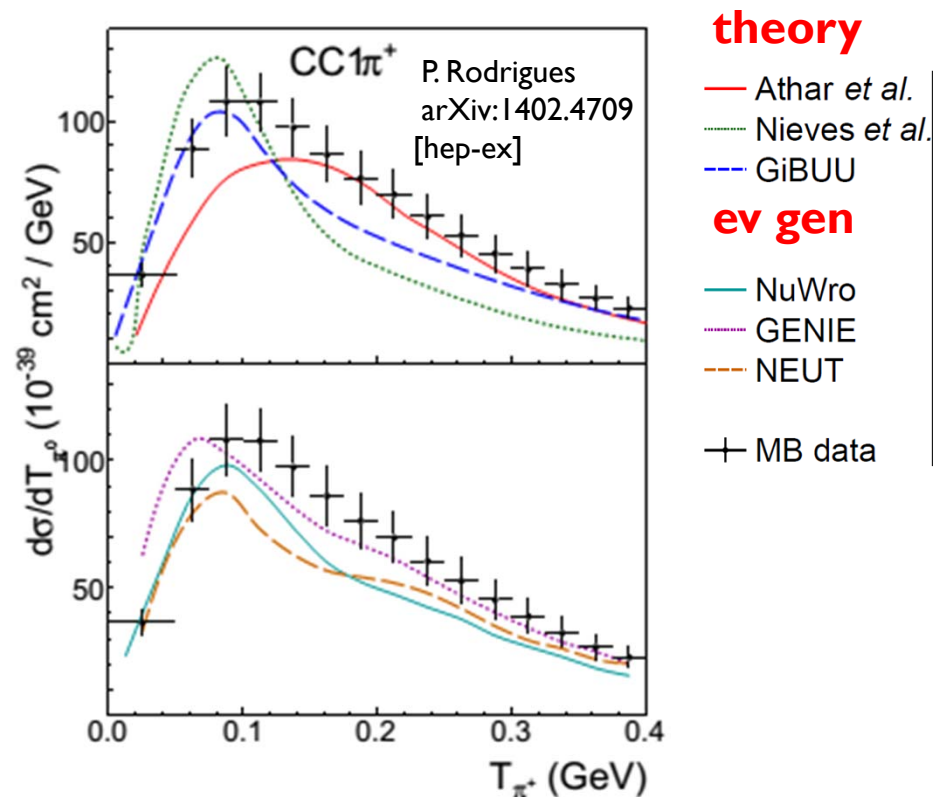 CC1π⁺
P. Rodrigues
arXiv:1402.4709
[hep-ex]
100
50
100
50
0.0 0.1 0.2 0.3 0.4
T_π⁺ (GeV)
dσ/dT_π⁰ (10⁻³⁹ cm² / GeV)
theory
Athar et al.
Nieves et al.
GiBUU
ev gen
NuWro
GENIE
NEUT
MB data